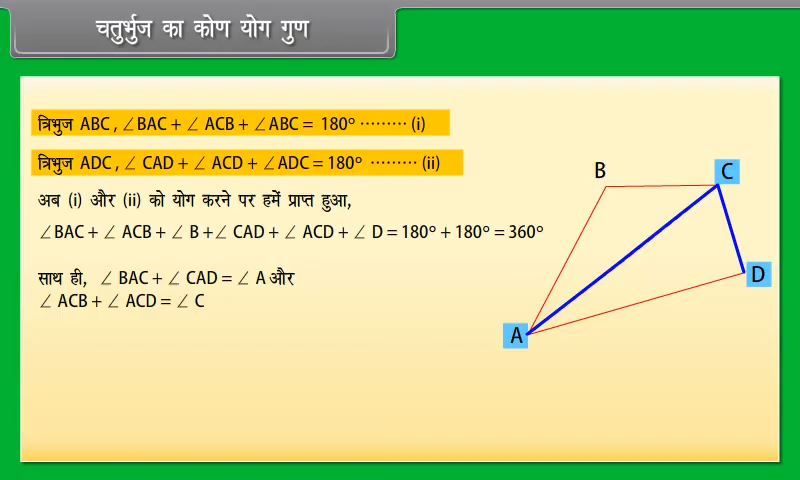 चतुर्भुज का कोण योग गुण
त्रिभुज ABC , ∠BAC + ∠ ACB + ∠ABC = 180° ········· (i)
त्रिभुज ADC , ∠ CAD + ∠ ACD + ∠ADC = 180° ········· (ii)
अब (i) और (ii) को योग करने पर हमें प्राप्त हुआ,
∠BAC + ∠ ACB + ∠ B +∠ CAD + ∠ ACD + ∠ D = 180° + 180° = 360°
साथ ही, ∠ BAC + ∠ CAD = ∠ A और
∠ ACB + ∠ ACD = ∠ C
B
C
D
A